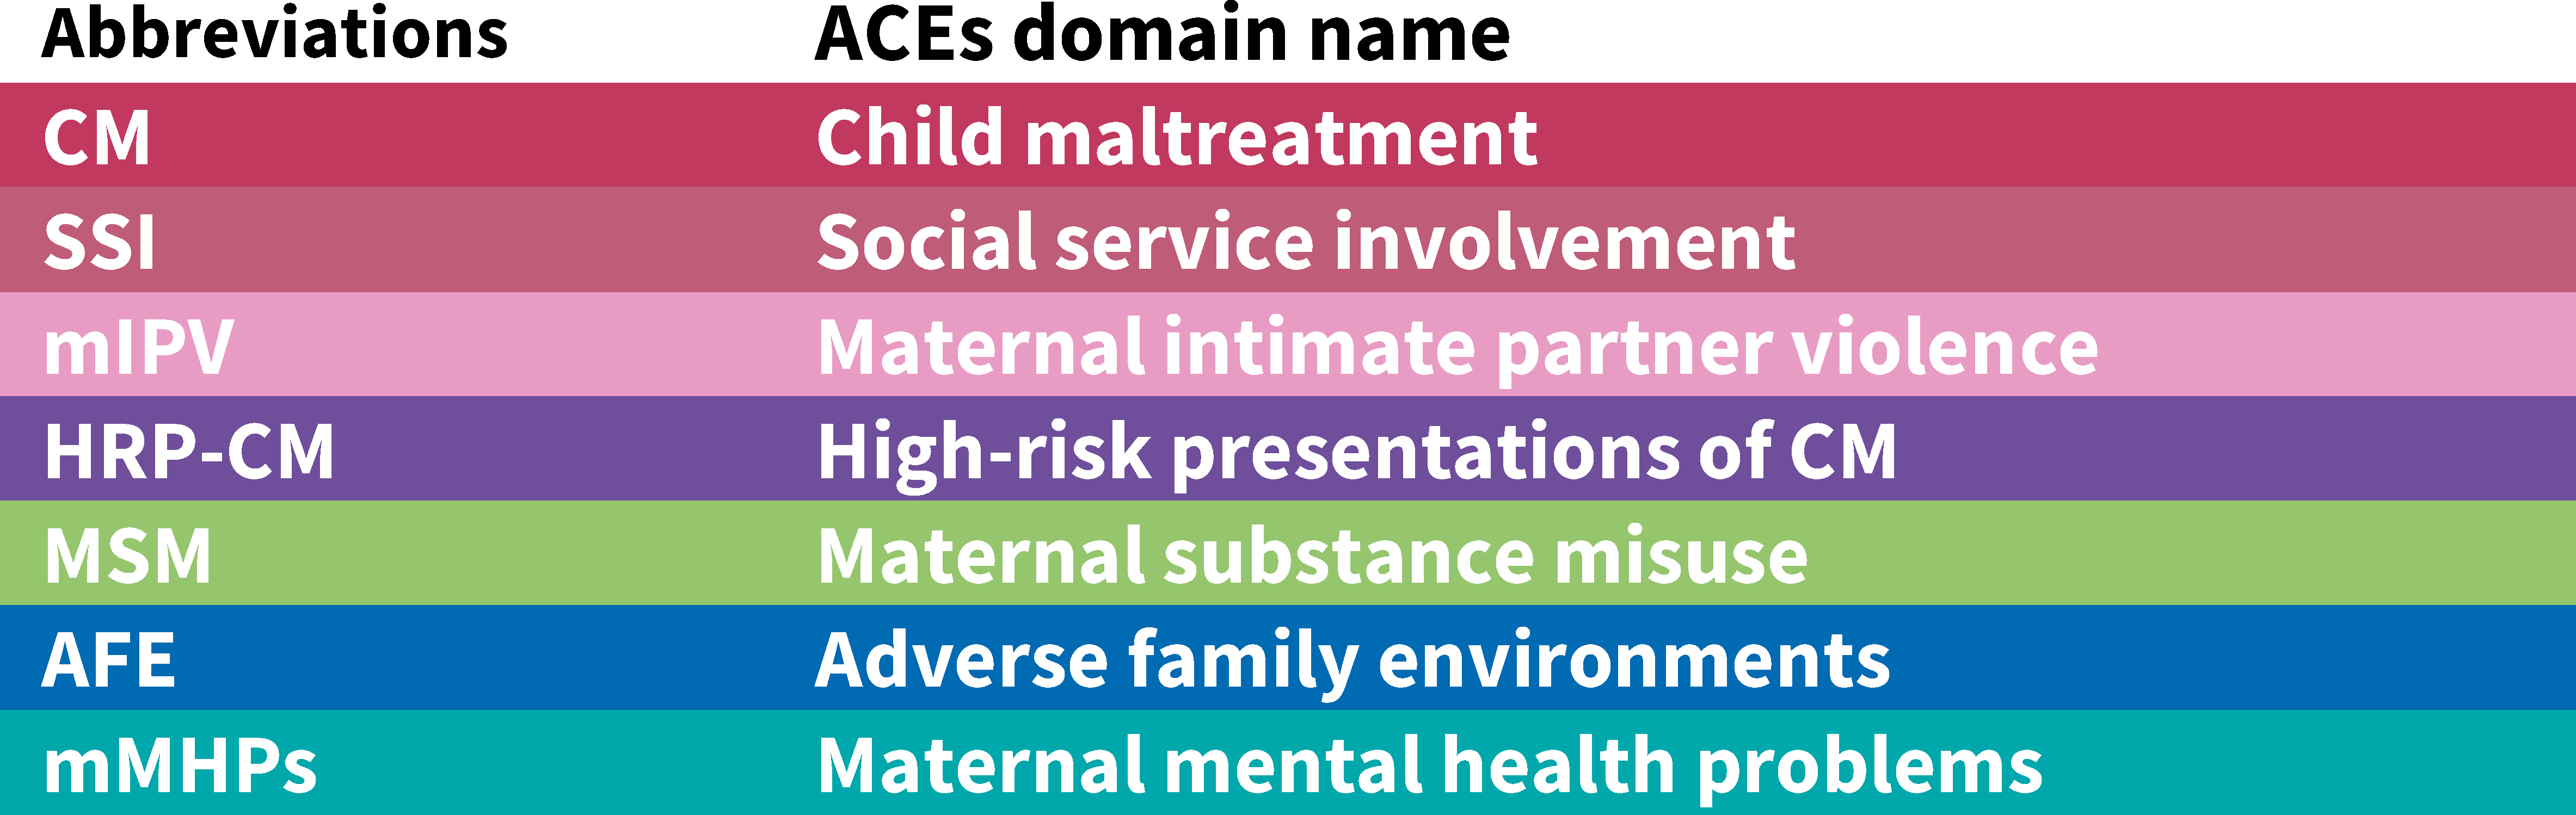 Abbreviations ACEs domain name
CM Child maltreatment
SSI Social service involvement
mIPV Maternal intimate partner violence
HRP-CM High-risk presentations of CM
MSM Maternal substance misuse
AFE Adverse family environments
mMHPs Maternal mental health problems